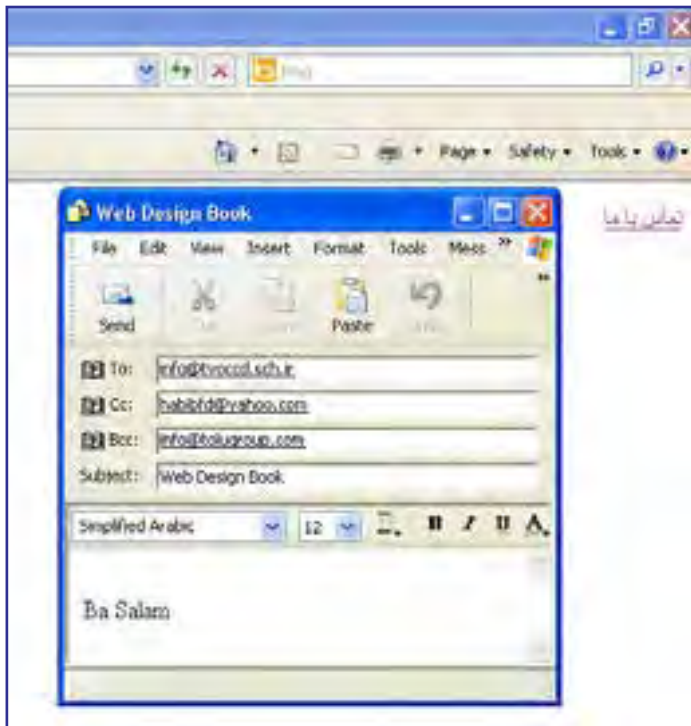 Page Safety Tools
تماس با ما
Web Design Book
File Edit View Insert Format Tools Mess
Send Paste
To: info@tvoccd.sch.ir
Cc: habibfd@yahoo.com
Bcc: info@tolugroup.com
Subject: Web Design Book
Simplified Arabic 12 B I U A
Ba Salam